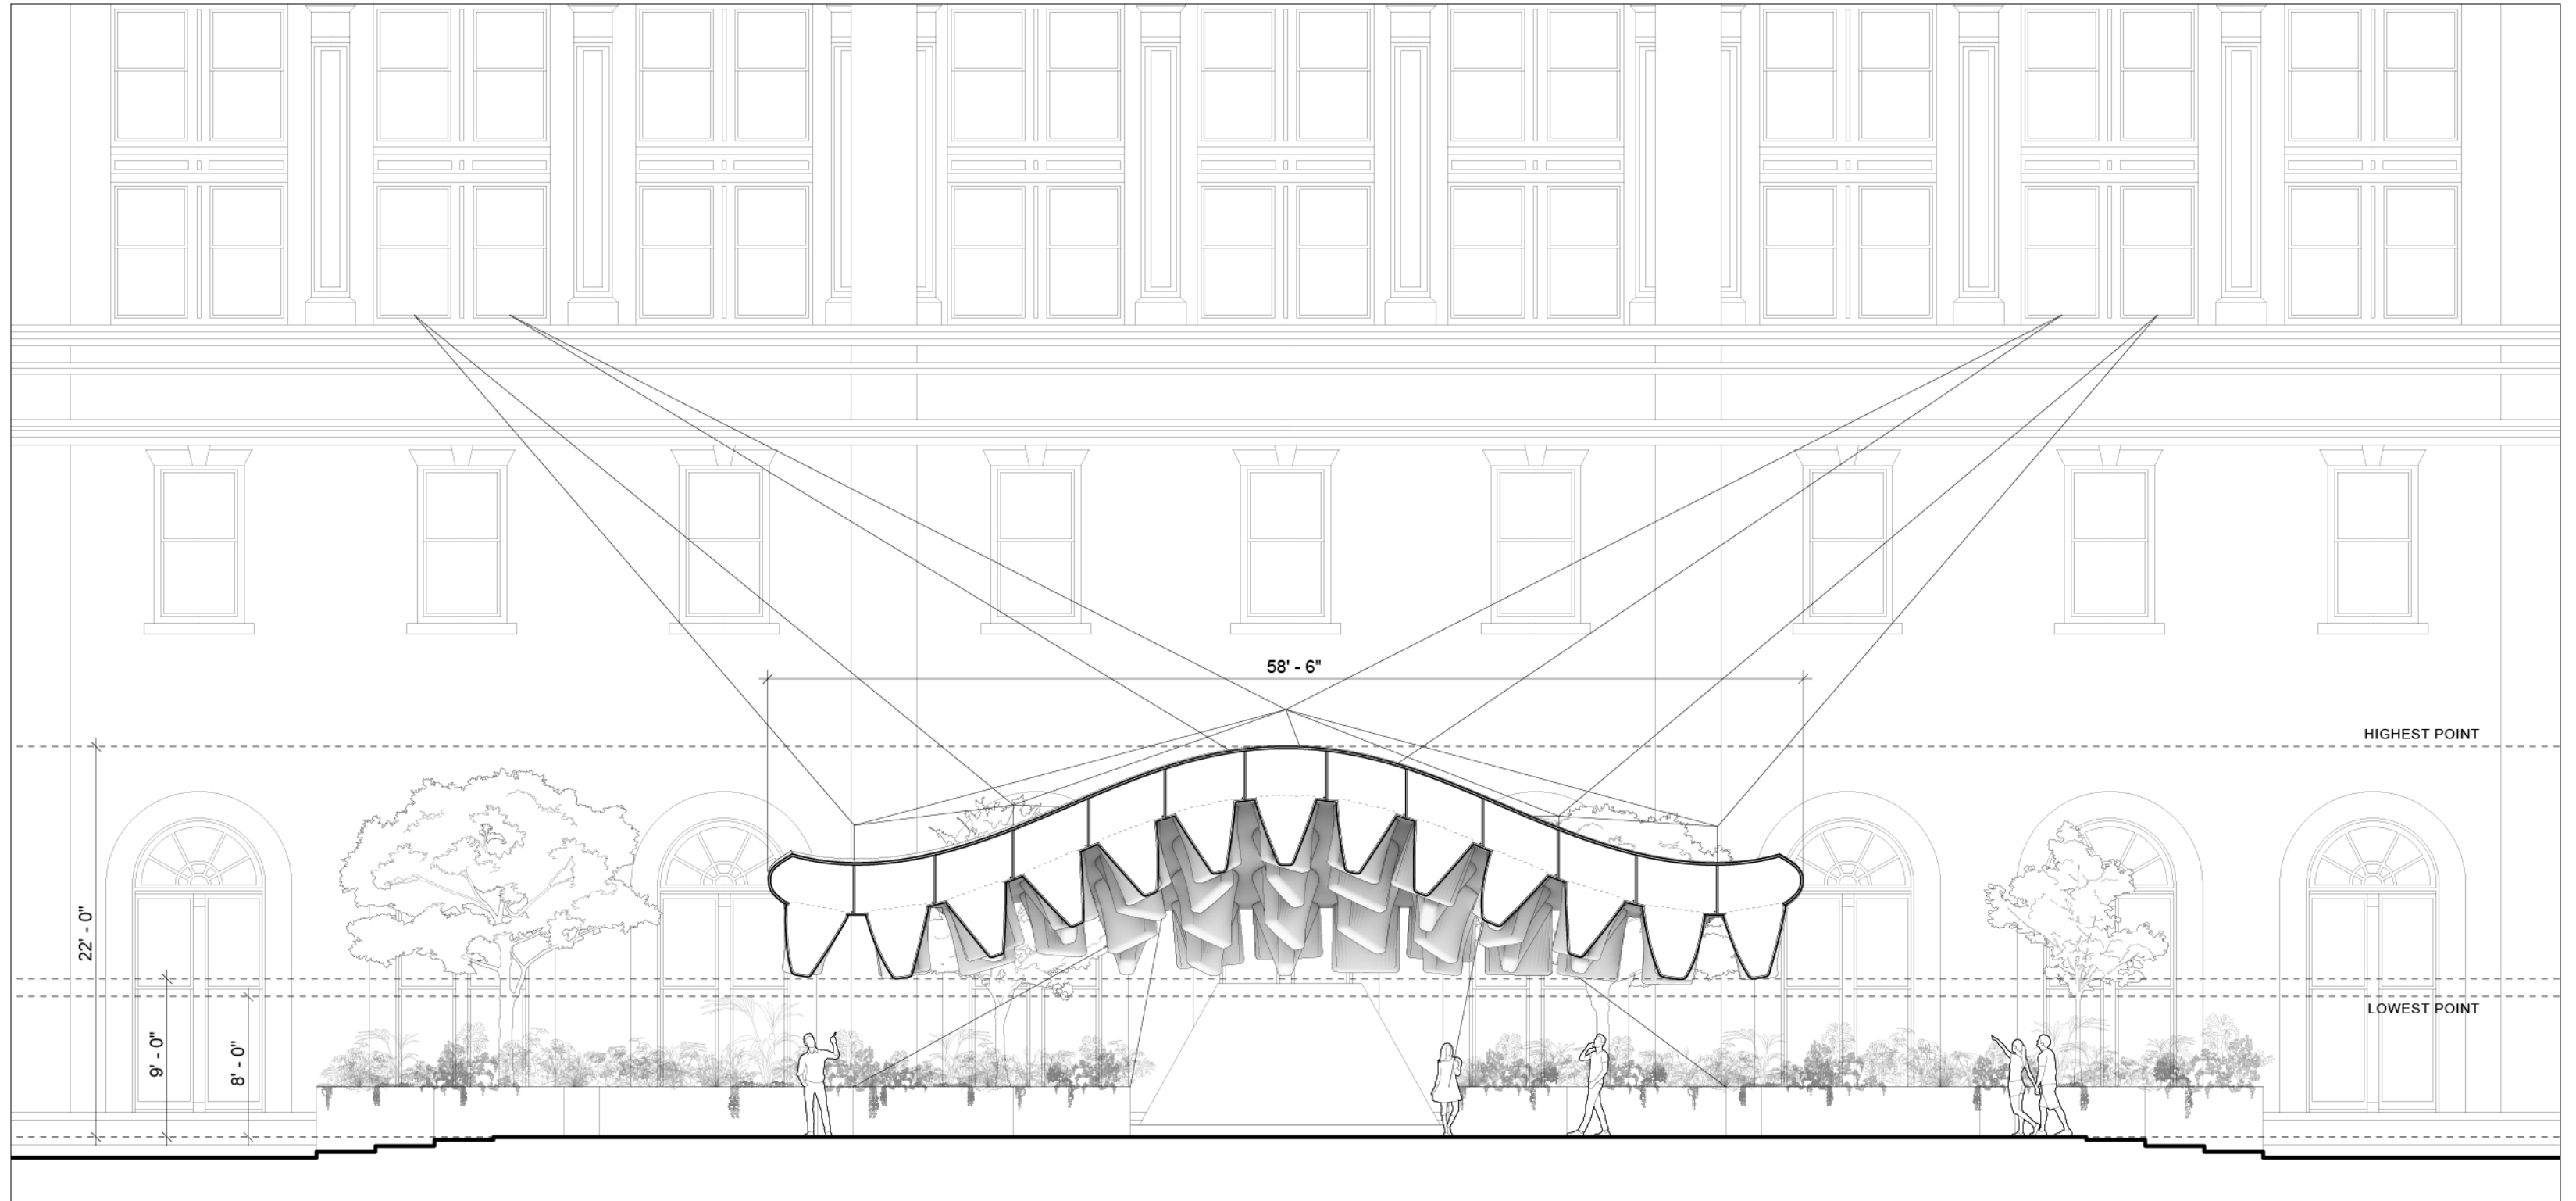 58' - 6"
HIGHEST POINT
22' - 0"
9' - 0"
8' - 0"
LOWEST POINT